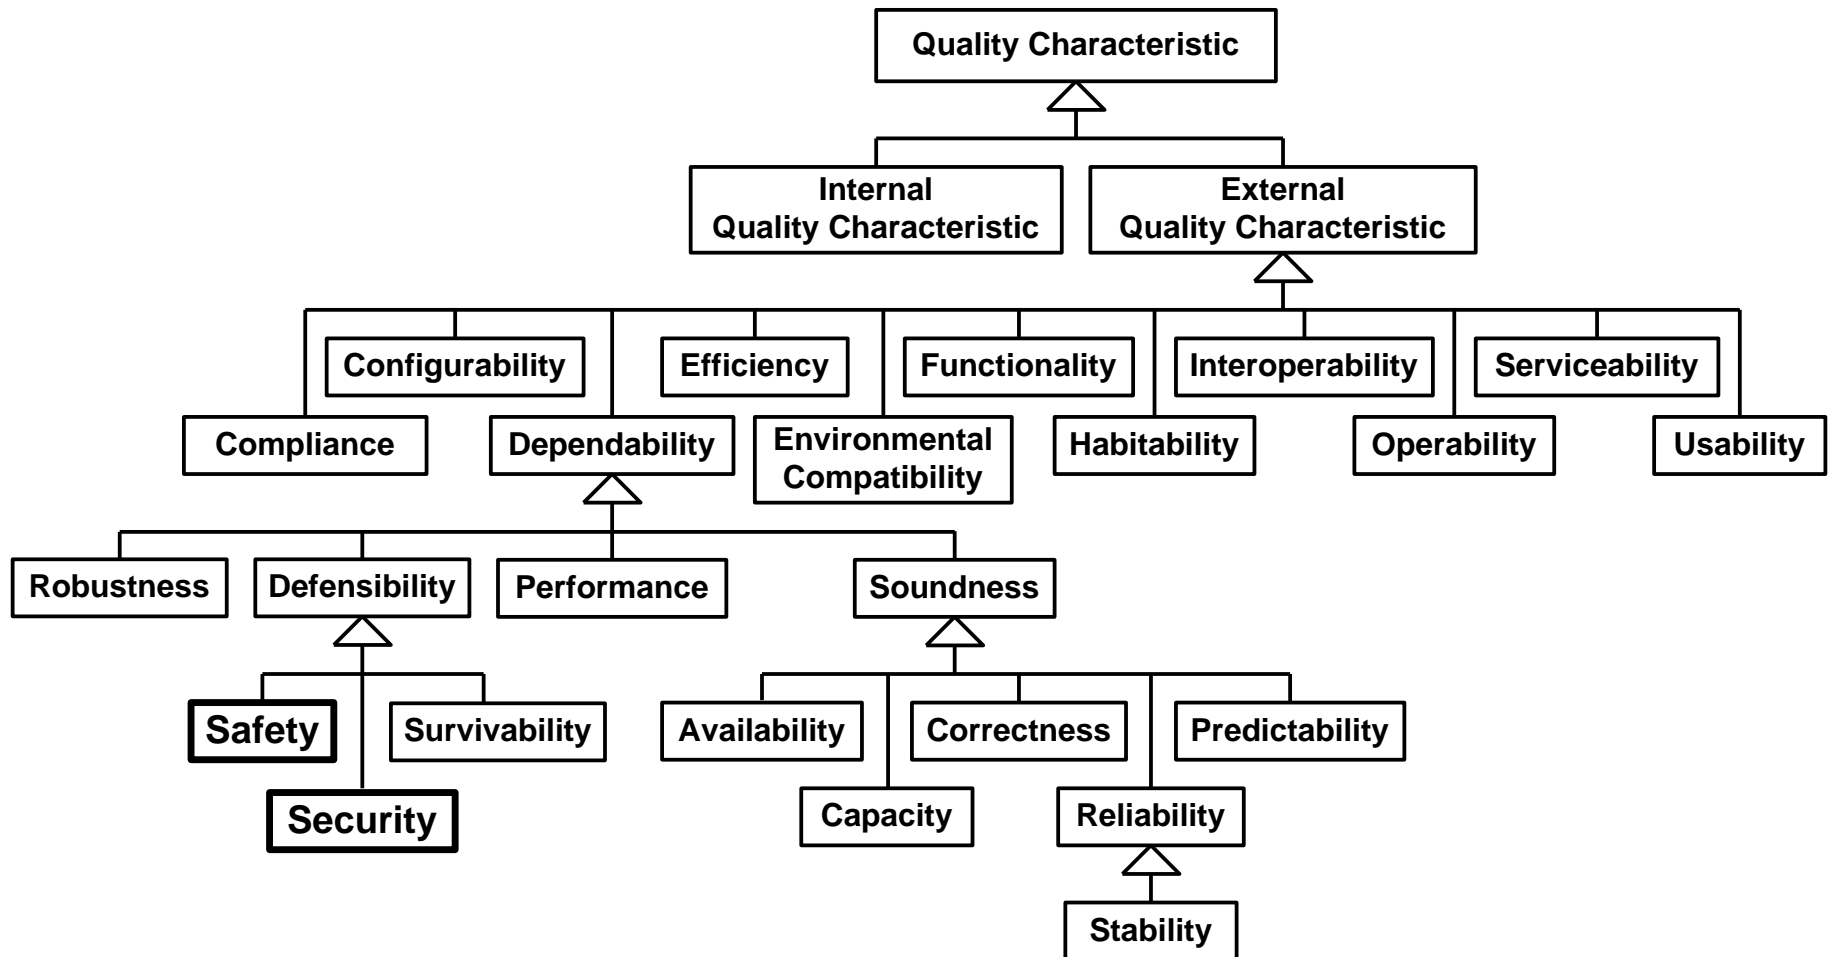 Quality Characteristic
Internal
Quality Characteristic
External
Quality Characteristic
Configurability
Efficiency
Functionality
Interoperability
Serviceability
Compliance
Dependability
Environmental
Compatibility
Habitability
Operability
Usability
Robustness
Defensibility
Performance
Soundness
Safety
Survivability
Availability
Correctness
Predictability
Security
Capacity
Reliability
Stability